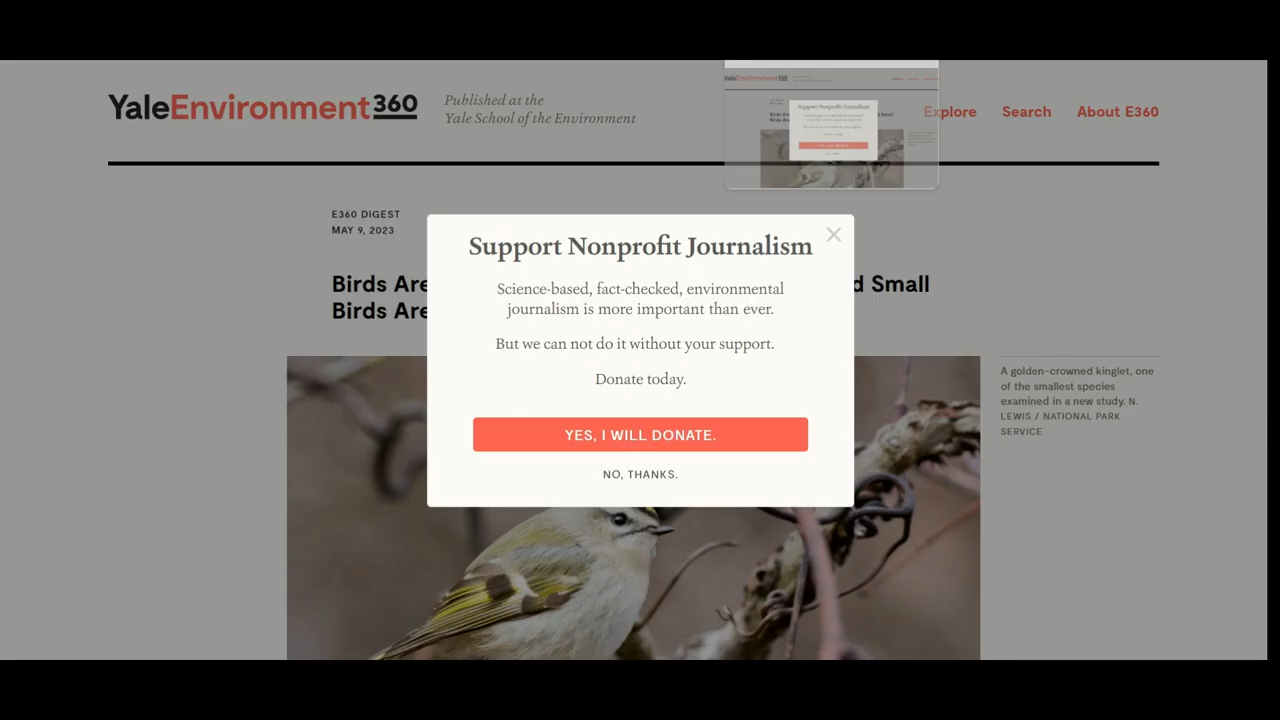 YaleEnvironment360
Published at the
Yale School of the Environment
Explore Search About E360
E360 DIGEST
MAY 9, 2023
Birds Are
d Small
Birds Are
Support Nonprofit Journalism
Science-based, fact-checked, environmental
journalism is more important than ever.
But we can not do it without your support.
Donate today.
YES, I WILL DONATE.
NO, THANKS.
A golden-crowned kinglet, one
of the smallest species
examined in a new study. N.
LEWIS / NATIONAL PARK
SERVICE